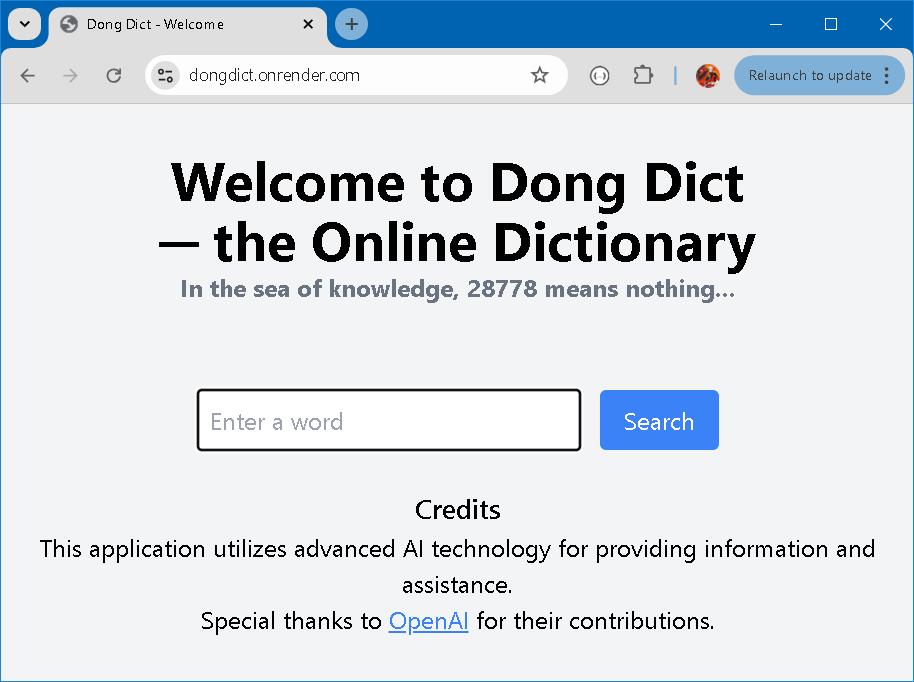 Dong Dict - Welcome
dongdict.onrender.com
Relaunch to update
Welcome to Dong Dict
— the Online Dictionary
In the sea of knowledge, 28778 means nothing...
Enter a word
Search
Credits
This application utilizes advanced AI technology for providing information and
assistance.
Special thanks to OpenAI for their contributions.